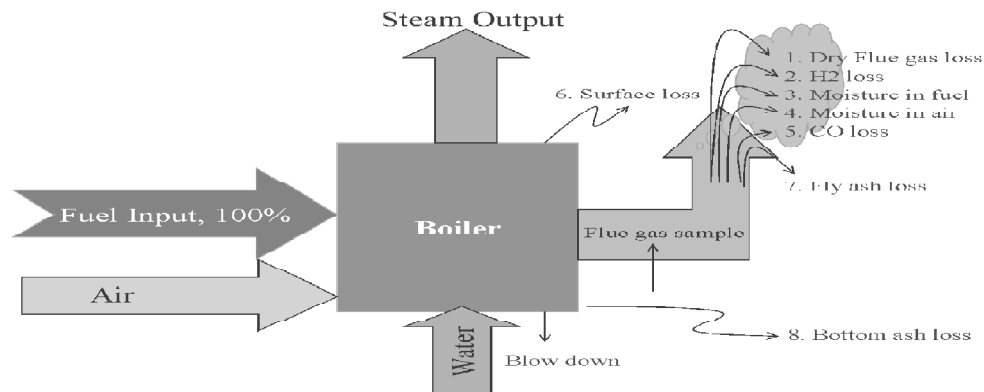 Steam Output
1. Dry Flue gas loss
2. H2 loss
3. Moisture in fuel
4. Moisture in air
5. CO loss
6. Surface loss
7. Fly ash loss
Fuel Input, 100%
Boiler
Flue gas sample
Air
Water
Blow down
8. Bottom ash loss